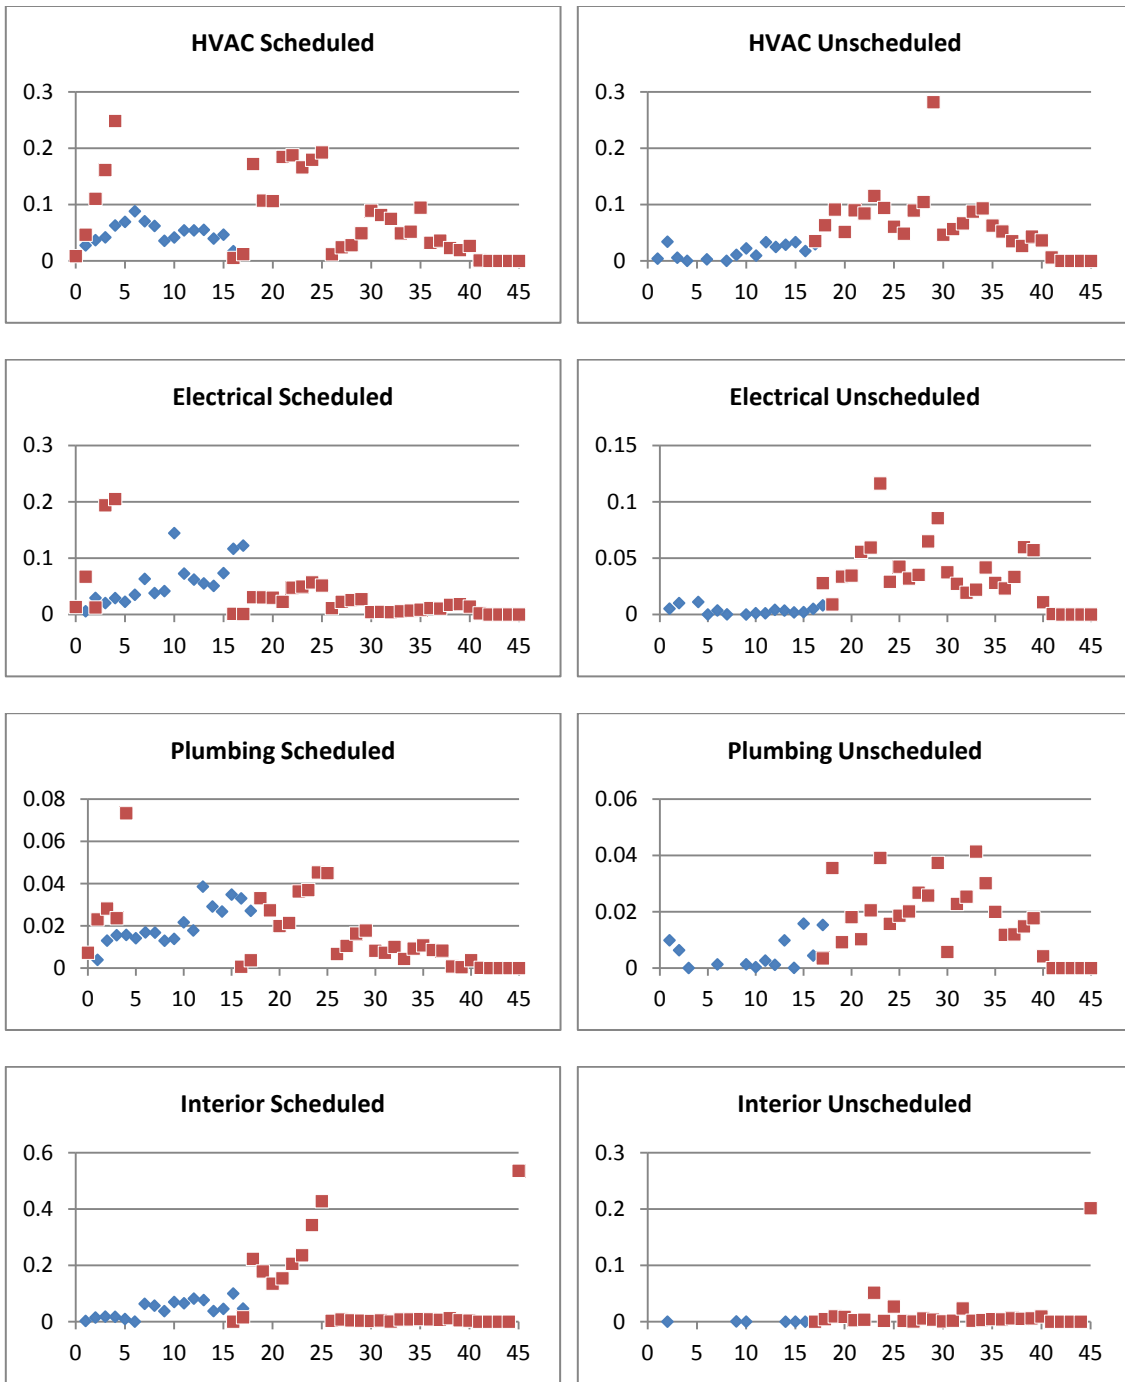 HVAC Scheduled
0.3
0.2
0.1
0
0 5 10 15 20 25 30 35 40 45
HVAC Unscheduled
0.3
0.2
0.1
0
0 5 10 15 20 25 30 35 40 45
Electrical Scheduled
0.3
0.2
0.1
0
0 5 10 15 20 25 30 35 40 45
Electrical Unscheduled
0.15
0.1
0.05
0
0 5 10 15 20 25 30 35 40 45
Plumbing Scheduled
0.08
0.06
0.04
0.02
0
0 5 10 15 20 25 30 35 40 45
Plumbing Unscheduled
0.06
0.04
0.02
0
0 5 10 15 20 25 30 35 40 45
Interior Scheduled
0.6
0.4
0.2
0
0 5 10 15 20 25 30 35 40 45
Interior Unscheduled
0.3
0.2
0.1
0
0 5 10 15 20 25 30 35 40 45